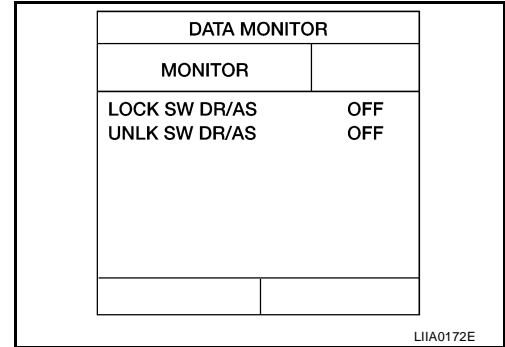 DATA MONITOR
MONITOR
LOCK SW DR/AS OFF
UNLK SW DR/AS OFF
LIIA0172E